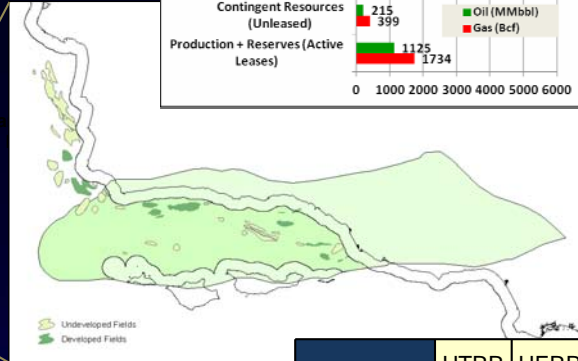 Contingent Resources
(Unleased)
215
399
Oil (MMbbl)
Gas (Bcf)
Production + Reserves (Active
Leases)
1125
1734
0 1000 2000 3000 4000 5000 6000
Undeveloped Fields
Developed Fields